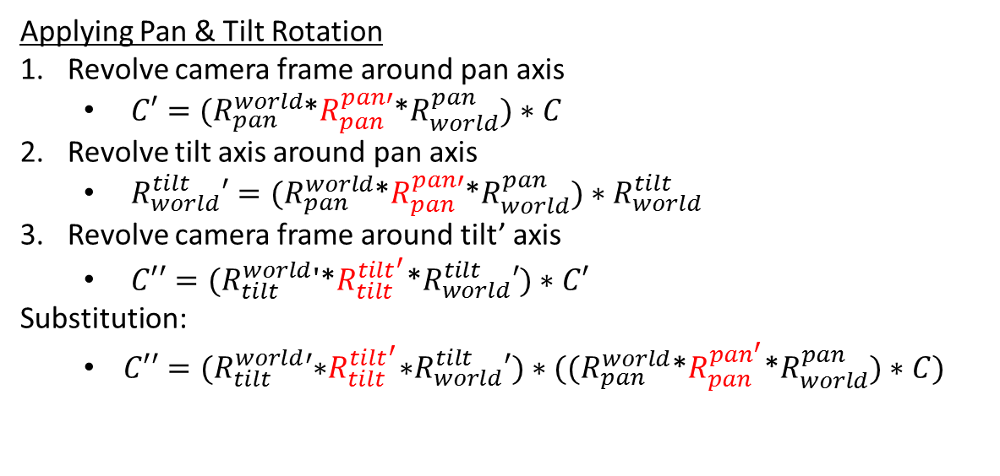 Applying Pan & Tilt Rotation
1. Revolve camera frame around pan axis
• $C' = (R_{pan}^{world} * R_{pan}^{pan'} * R_{world}^{pan}) * C$
2. Revolve tilt axis around pan axis
• $R_{world}^{tilt}{}' = (R_{pan}^{world} * R_{pan}^{pan'} * R_{world}^{pan}) * R_{world}^{tilt}$
3. Revolve camera frame around tilt’ axis
• $C'' = (R_{tilt}^{world}{}' * R_{tilt}^{tilt'} * R_{world}^{tilt}{}') * C'$
Substitution:
• $C'' = (R_{tilt}^{world}{}' * R_{tilt}^{tilt'} * R_{world}^{tilt}{}') * ((R_{pan}^{world} * R_{pan}^{pan'} * R_{world}^{pan}) * C)$